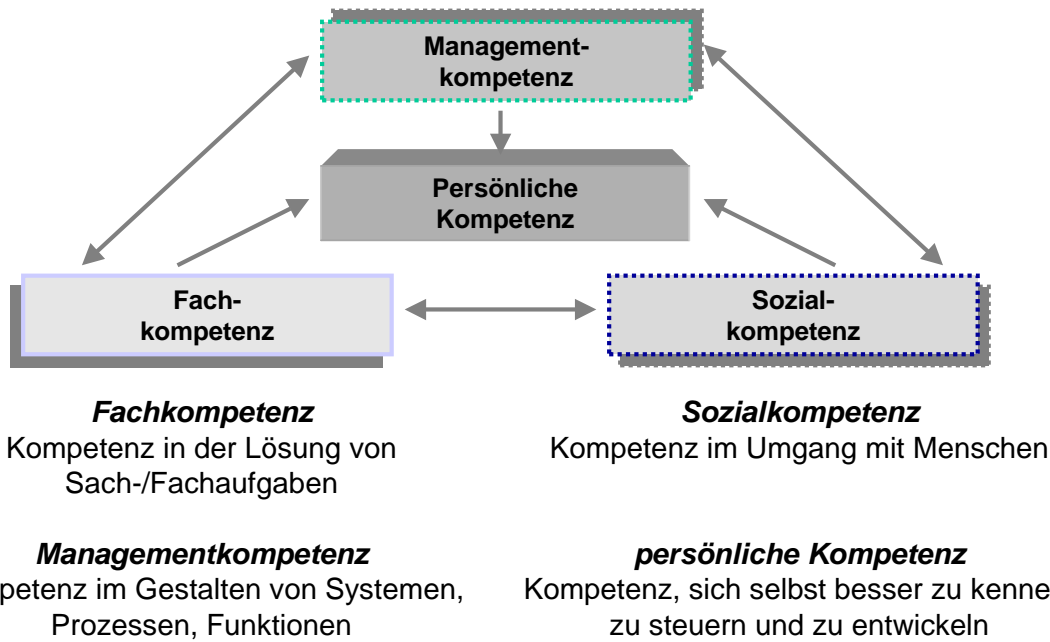 Management-
kompetenz
Persönliche
Kompetenz
Fach-
kompetenz
Sozial-
kompetenz
Fachkompetenz
Kompetenz in der Lösung von
Sach-/Fachaufgaben
Sozialkompetenz
Kompetenz im Umgang mit Menschen
Managementkompetenz
petenz im Gestalten von Systemen,
Prozessen, Funktionen
persönliche Kompetenz
Kompetenz, sich selbst besser zu kenne
zu steuern und zu entwickeln